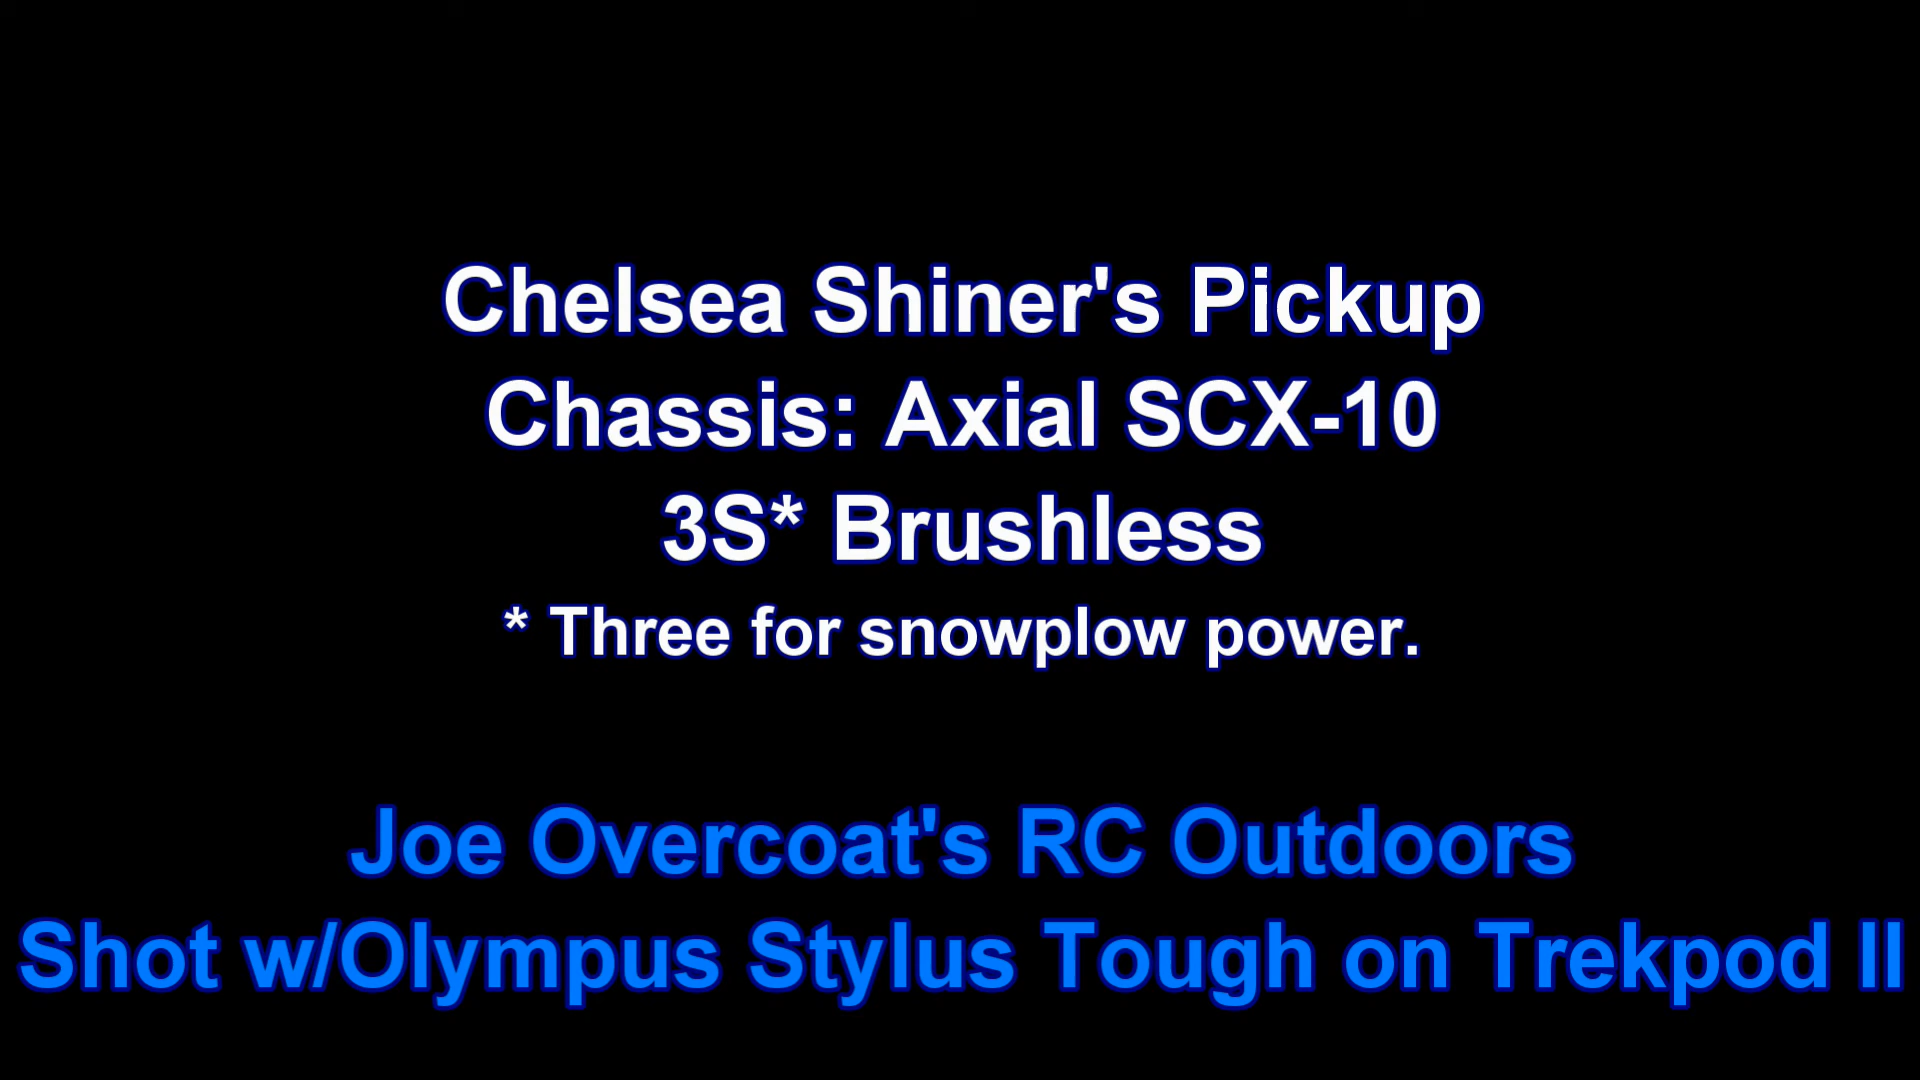 Chelsea Shiner's Pickup
Chassis: Axial SCX-10
3S* Brushless
* Three for snowplow power.
Joe Overcoat's RC Outdoors
Shot w/Olympus Stylus Tough on Trekpod II